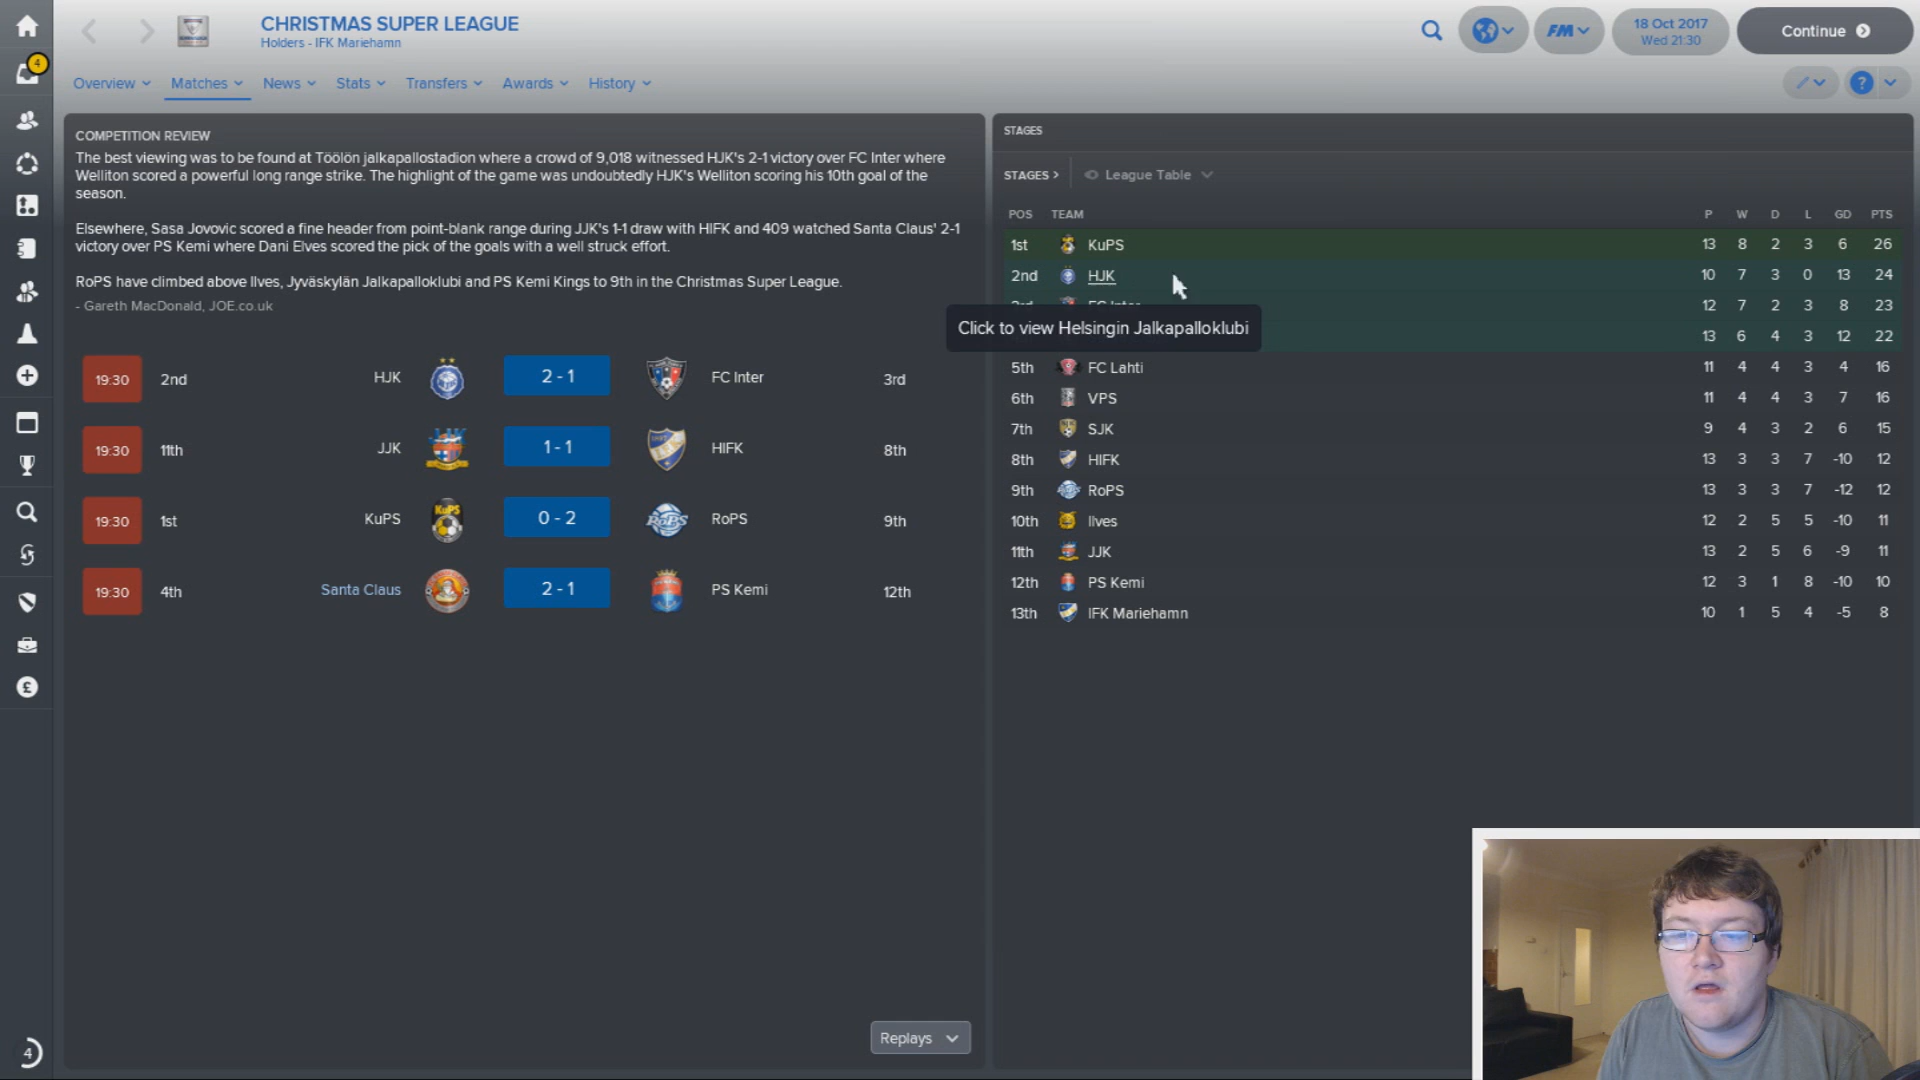 CHRISTMAS SUPER LEAGUE
Holders - IFK Mariehamn
FM
18 Oct 2017
Wed 21:30
Continue
4
Overview
Matches
News
Stats
Transfers
Awards
History
?
COMPETITION REVIEW
The best viewing was to be found at Töölön jalkapallostadion where a crowd of 9,018 witnessed HJK's 2-1 victory over FC Inter where
Welliton scored a powerful long range strike. The highlight of the game was undoubtedly HJK's Welliton scoring his 10th goal of the
season.
Elsewhere, Sasa Jovovic scored a fine header from point-blank range during JJK's 1-1 draw with HIFK and 409 watched Santa Claus' 2-1
victory over PS Kemi where Dani Elves scored the pick of the goals with a well struck effort.
RoPS have climbed above Ilves, Jyväskylän Jalkapalloklubi and PS Kemi Kings to 9th in the Christmas Super League.
- Gareth MacDonald, JOE.co.uk
19:30 2nd HJK 2 - 1 FC Inter 3rd
19:30 11th JJK 1 - 1 HIFK 8th
19:30 1st KuPS 0 - 2 RoPS 9th
19:30 4th Santa Claus 2 - 1 PS Kemi 12th
Replays
4
STAGES
STAGES > League Table
POS TEAM P W D L GD PTS
1st KuPS 13 8 2 3 6 26
2nd HJK 10 7 3 0 13 24
3rd FC Inter 12 7 2 3 8 23
Click to view Helsingin Jalkapalloklubi
13 6 4 3 12 22
5th FC Lahti 11 4 4 3 4 16
6th VPS 11 4 4 3 7 16
7th SJK 9 4 3 2 6 15
8th HIFK 13 3 3 7 -10 12
9th RoPS 13 3 3 7 -12 12
10th Ilves 12 2 5 5 -10 11
11th JJK 13 2 5 6 -9 11
12th PS Kemi 12 3 1 8 -10 10
13th IFK Mariehamn 10 1 5 4 -5 8